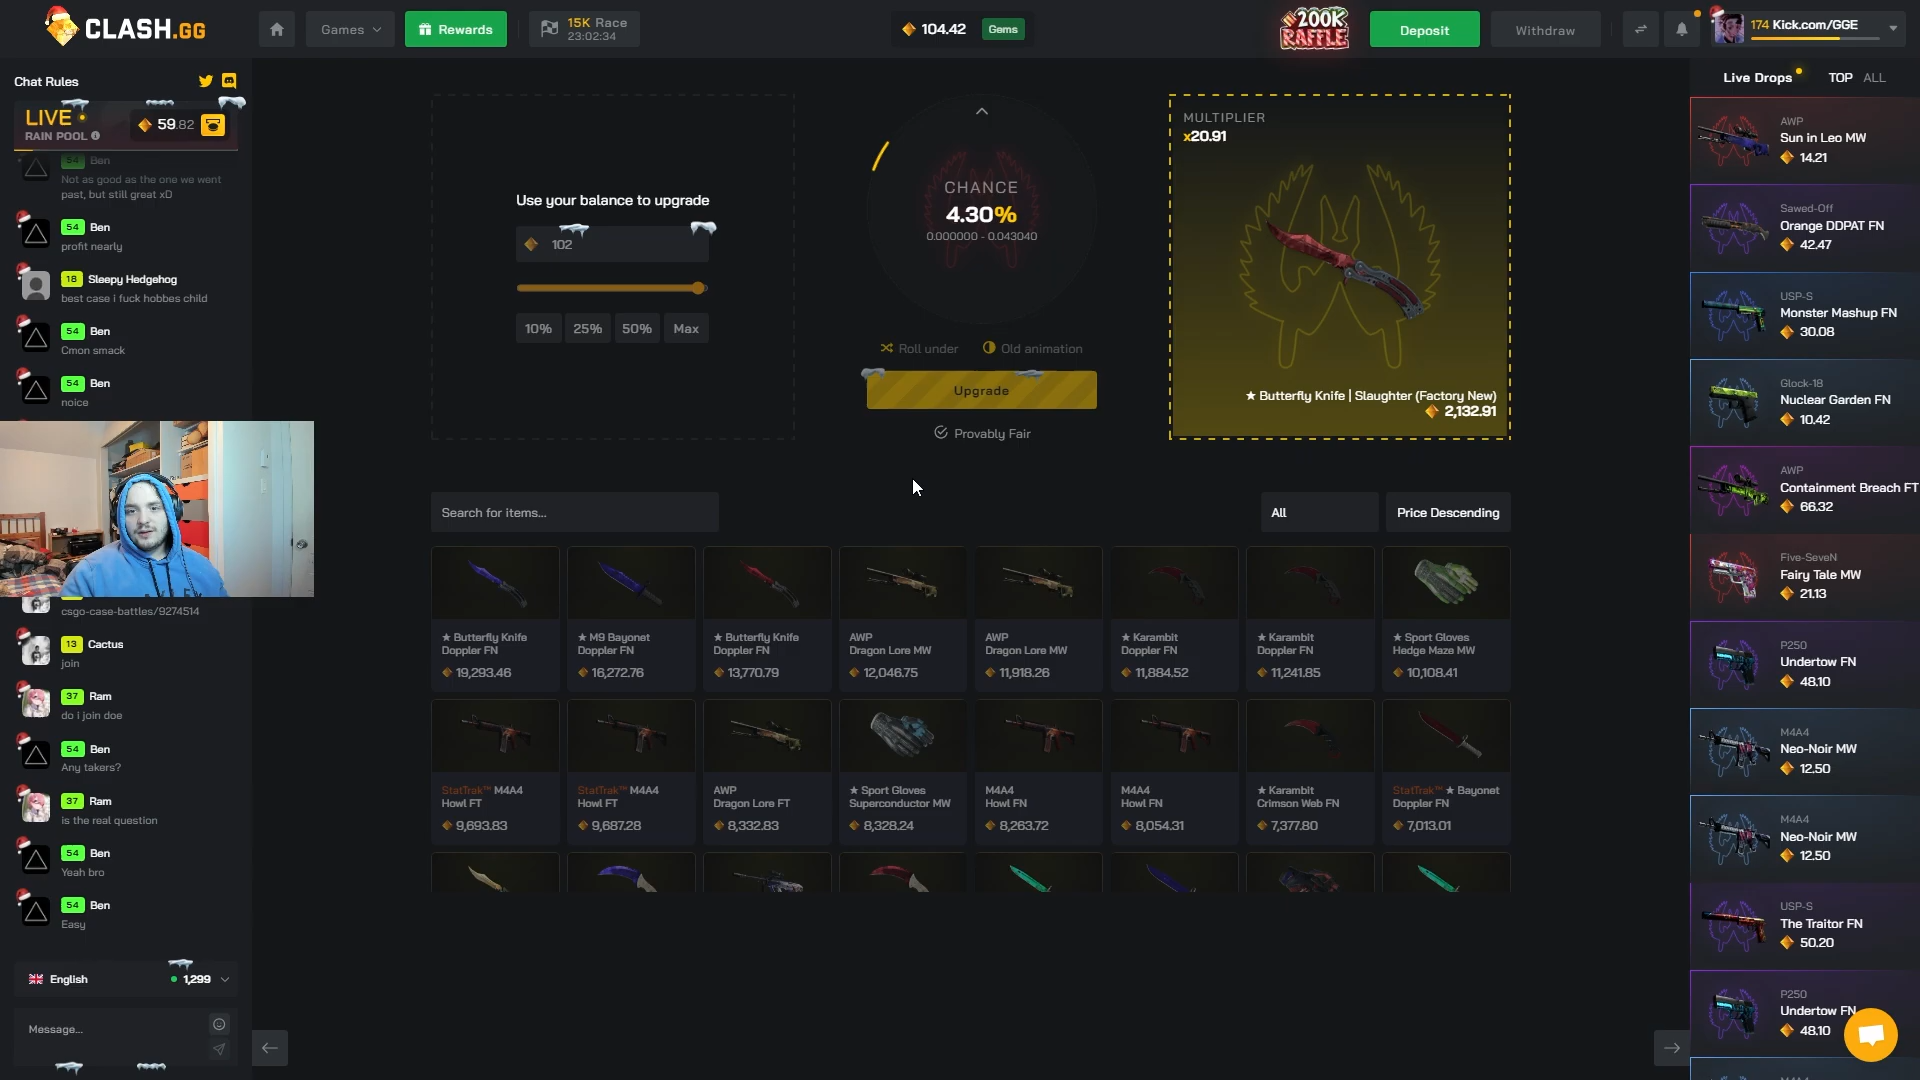 CLASH.GG
Games
Rewards
15K Race
23:02:34
104.42
Gems
200K
RAFFLE
Deposit
Withdraw
174 Kick.com/GGE
Chat Rules
LIVE
RAIN POOL
59.82
54 Ben
Not as good as the one we went
past, but still great xD
54 Ben
profit nearly
18 Sleepy Hedgehog
best case i fuck hobbes child
54 Ben
Cmon smack
54 Ben
noice
csgo-case-battles/9274514
13 Cactus
join
37 Ram
do i join doe
54 Ben
Any takers?
37 Ram
is the real question
54 Ben
Yeah bro
54 Ben
Easy
English
1,299
Message...
Use your balance to upgrade
102
10%
25%
50%
Max
CHANCE
4.30%
0.000000 - 0.043040
Roll under
Old animation
Upgrade
Provably Fair
MULTIPLIER
x20.91
★ Butterfly Knife | Slaughter (Factory New)
2,132.91
Search for items...
All
Price Descending
★ Butterfly Knife
Doppler FN
19,293.46
★ M9 Bayonet
Doppler FN
16,272.76
★ Butterfly Knife
Doppler FN
13,770.79
AWP
Dragon Lore MW
12,046.75
AWP
Dragon Lore MW
11,918.26
★ Karambit
Doppler FN
11,884.52
★ Karambit
Doppler FN
11,241.85
★ Sport Gloves
Hedge Maze MW
10,108.41
StatTrak™ M4A4
Howl FT
9,693.83
StatTrak™ M4A4
Howl FT
9,687.28
AWP
Dragon Lore FT
8,332.83
★ Sport Gloves
Superconductor MW
8,328.24
M4A4
Howl FN
8,263.72
M4A4
Howl FN
8,054.31
★ Karambit
Crimson Web FN
7,377.80
StatTrak™ ★ Bayonet
Doppler FN
7,013.01
Live Drops
TOP
ALL
AWP
Sun in Leo MW
14.21
Sawed-Off
Orange DDPAT FN
42.47
USP-S
Monster Mashup FN
30.08
Glock-18
Nuclear Garden FN
10.42
AWP
Containment Breach FT
66.32
Five-SeveN
Fairy Tale MW
21.13
P250
Undertow FN
48.10
M4A4
Neo-Noir MW
12.50
M4A4
Neo-Noir MW
12.50
USP-S
The Traitor FN
50.20
P250
Undertow FN
48.10